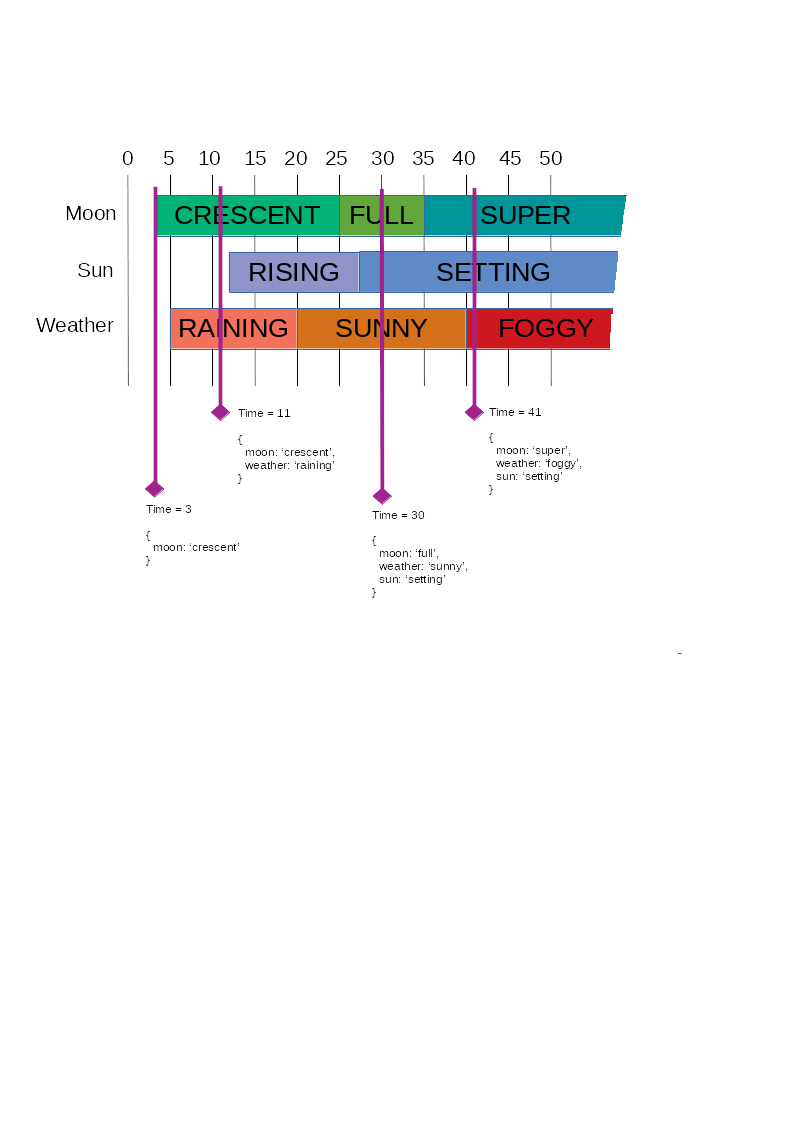 0 5 10 15 20 25 30 35 40 45 50
Moon CRESCENT FULL SUPER
Sun RISING SETTING
Weather RAINING SUNNY FOGGY
Time = 11
{
moon: ‘crescent’,
weather: ‘raining’
}
Time = 41
{
moon: ‘super’,
weather: ‘foggy’,
sun: ‘setting’
}
Time = 3
{
moon: ‘crescent’
}
Time = 30
{
moon: ‘full’,
weather: ‘sunny’,
sun: ‘setting’
}